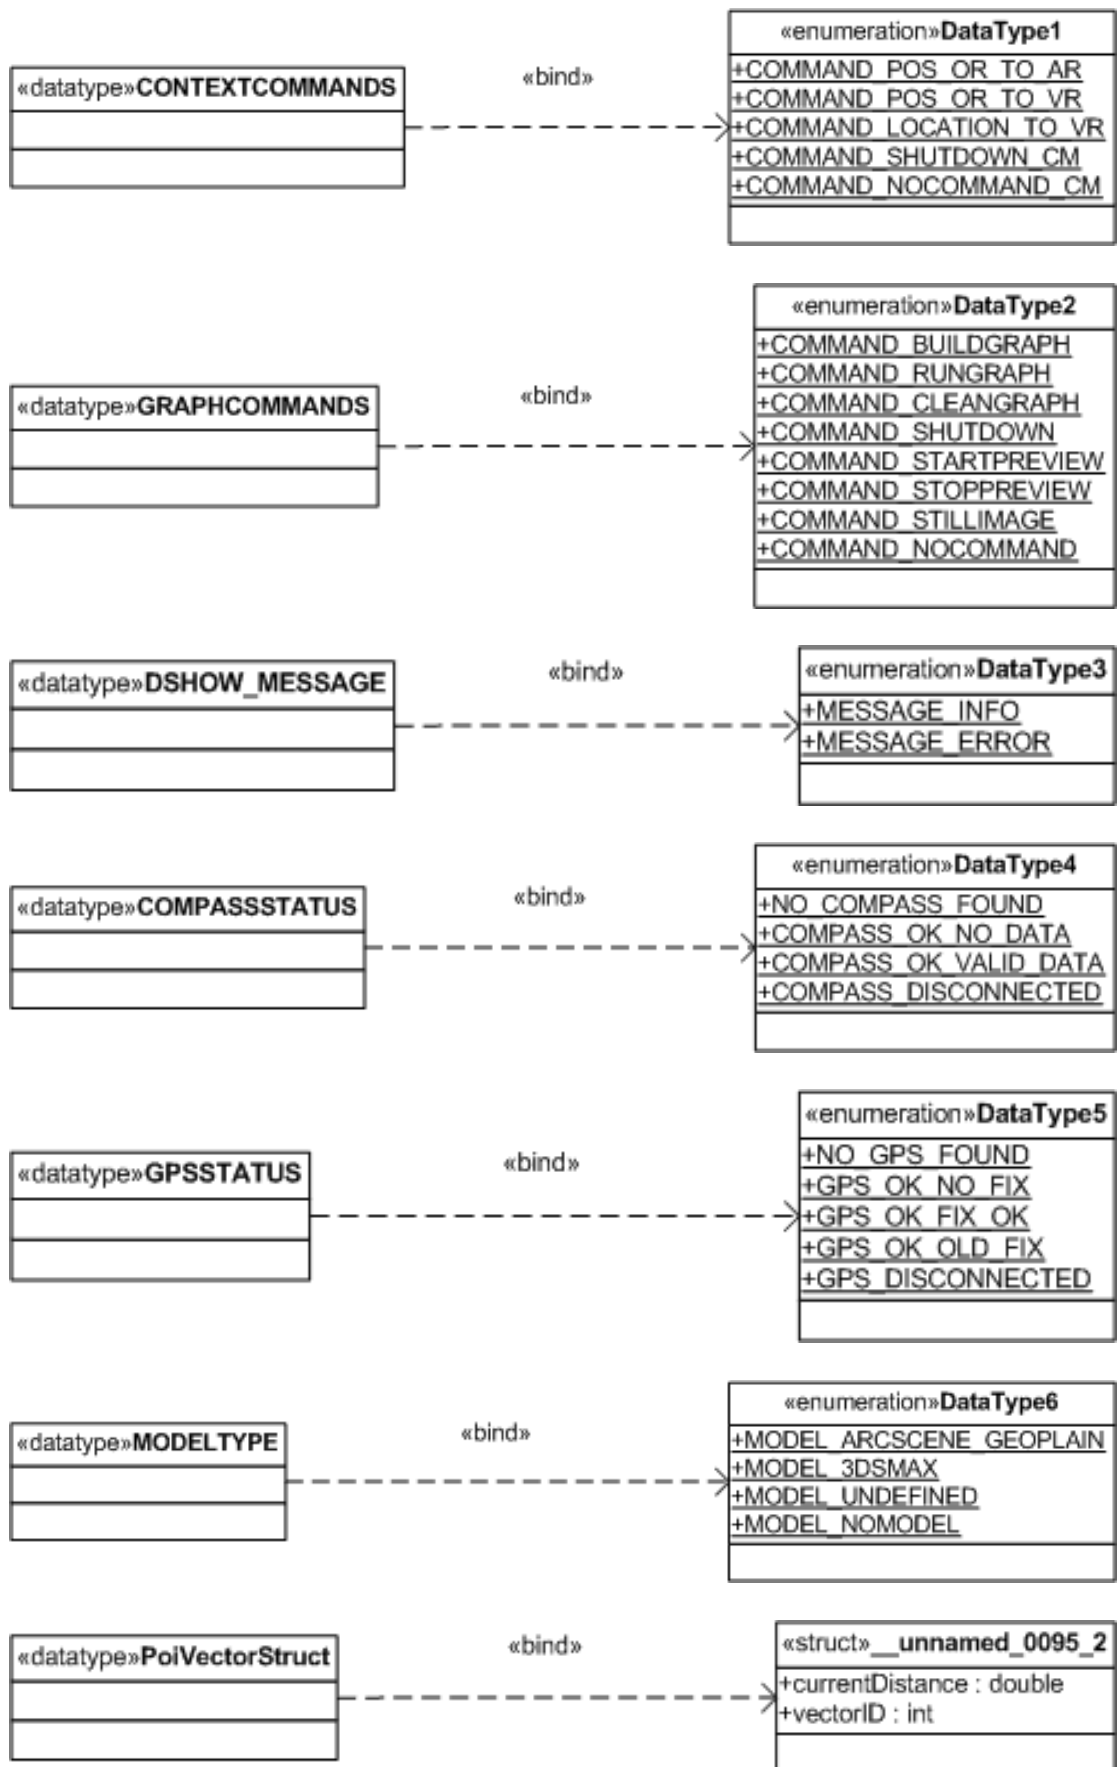 «enumeration»DataType1
«datatype»CONTEXTCOMMANDS
«bind»
+COMMAND_POS_OR_TO_AR
+COMMAND_POS_OR_TO_VR
+COMMAND_LOCATION_TO_VR
+COMMAND_SHUTDOWN_CM
+COMMAND_NOCOMMAND_CM
«enumeration»DataType2
«datatype»GRAPHCOMMANDS
«bind»
+COMMAND_BUILDGRAPH
+COMMAND_RUNGRAPH
+COMMAND_CLEANGRAPH
+COMMAND_SHUTDOWN
+COMMAND_STARTPREVIEW
+COMMAND_STOPPREVIEW
+COMMAND_STILLIMAGE
+COMMAND_NOCOMMAND
«datatype»DSHOW_MESSAGE
«bind»
«enumeration»DataType3
+MESSAGE_INFO
+MESSAGE_ERROR
«enumeration»DataType4
«datatype»COMPASSSTATUS
«bind»
+NO_COMPASS_FOUND
+COMPASS_OK_NO_DATA
+COMPASS_OK_VALID_DATA
+COMPASS_DISCONNECTED
«enumeration»DataType5
«datatype»GPSSTATUS
«bind»
+NO_GPS_FOUND
+GPS_OK_NO_FIX
+GPS_OK_FIX_OK
+GPS_OK_OLD_FIX
+GPS_DISCONNECTED
«enumeration»DataType6
«datatype»MODELTYPE
«bind»
+MODEL_ARCSCENE_GEOPLAIN
+MODEL_3DSMAX
+MODEL_UNDEFINED
+MODEL_NOMODEL
«datatype»PoiVectorStruct
«bind»
«struct»__unnamed_0095_2
+currentDistance : double
+vectorID : int